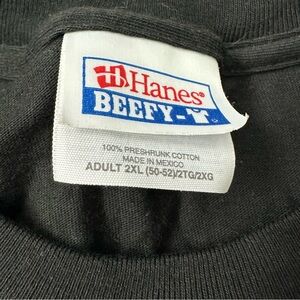 Hanes®
BEEFY-T
100% PRESHRUNK COTTON
MADE IN MEXICO
ADULT 2XL (50-52)/2TG/2XG